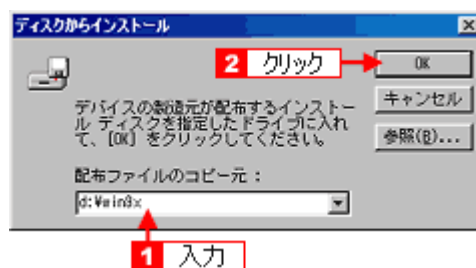 ディスクからインストール
2 クリック
OK
キャンセル
参照(R)...
デバイスの製造元が配布するインストー
ル ディスクを指定したドライブに入れ
て、[OK] をクリックしてください。
配布ファイルのコピー元:
d:¥win9x
1 入力